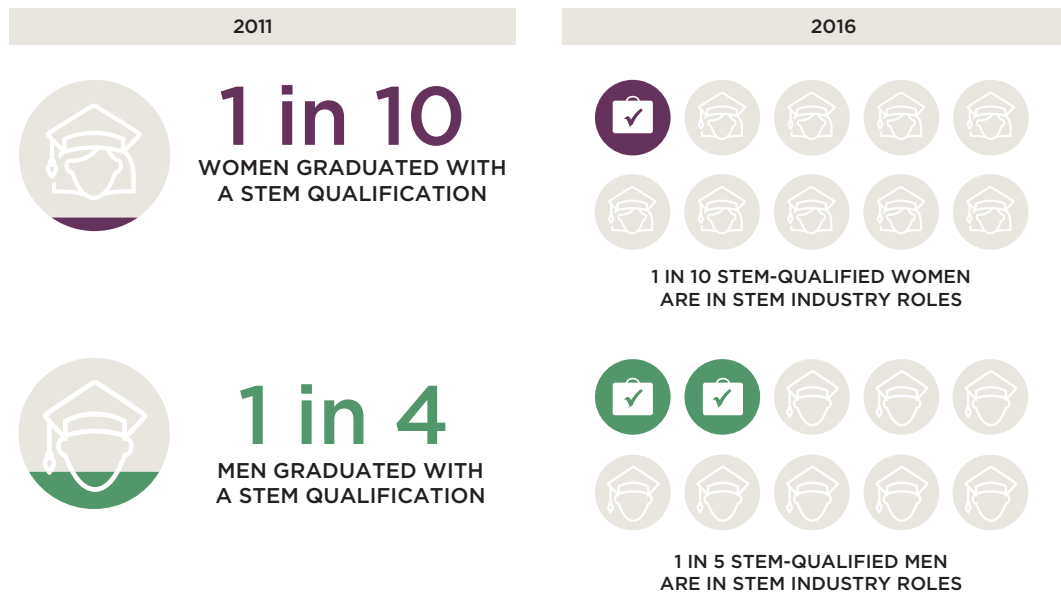 2011
1 in 10
WOMEN GRADUATED WITH
A STEM QUALIFICATION
1 in 4
MEN GRADUATED WITH
A STEM QUALIFICATION
2016
1 IN 10 STEM-QUALIFIED WOMEN
ARE IN STEM INDUSTRY ROLES
1 IN 5 STEM-QUALIFIED MEN
ARE IN STEM INDUSTRY ROLES